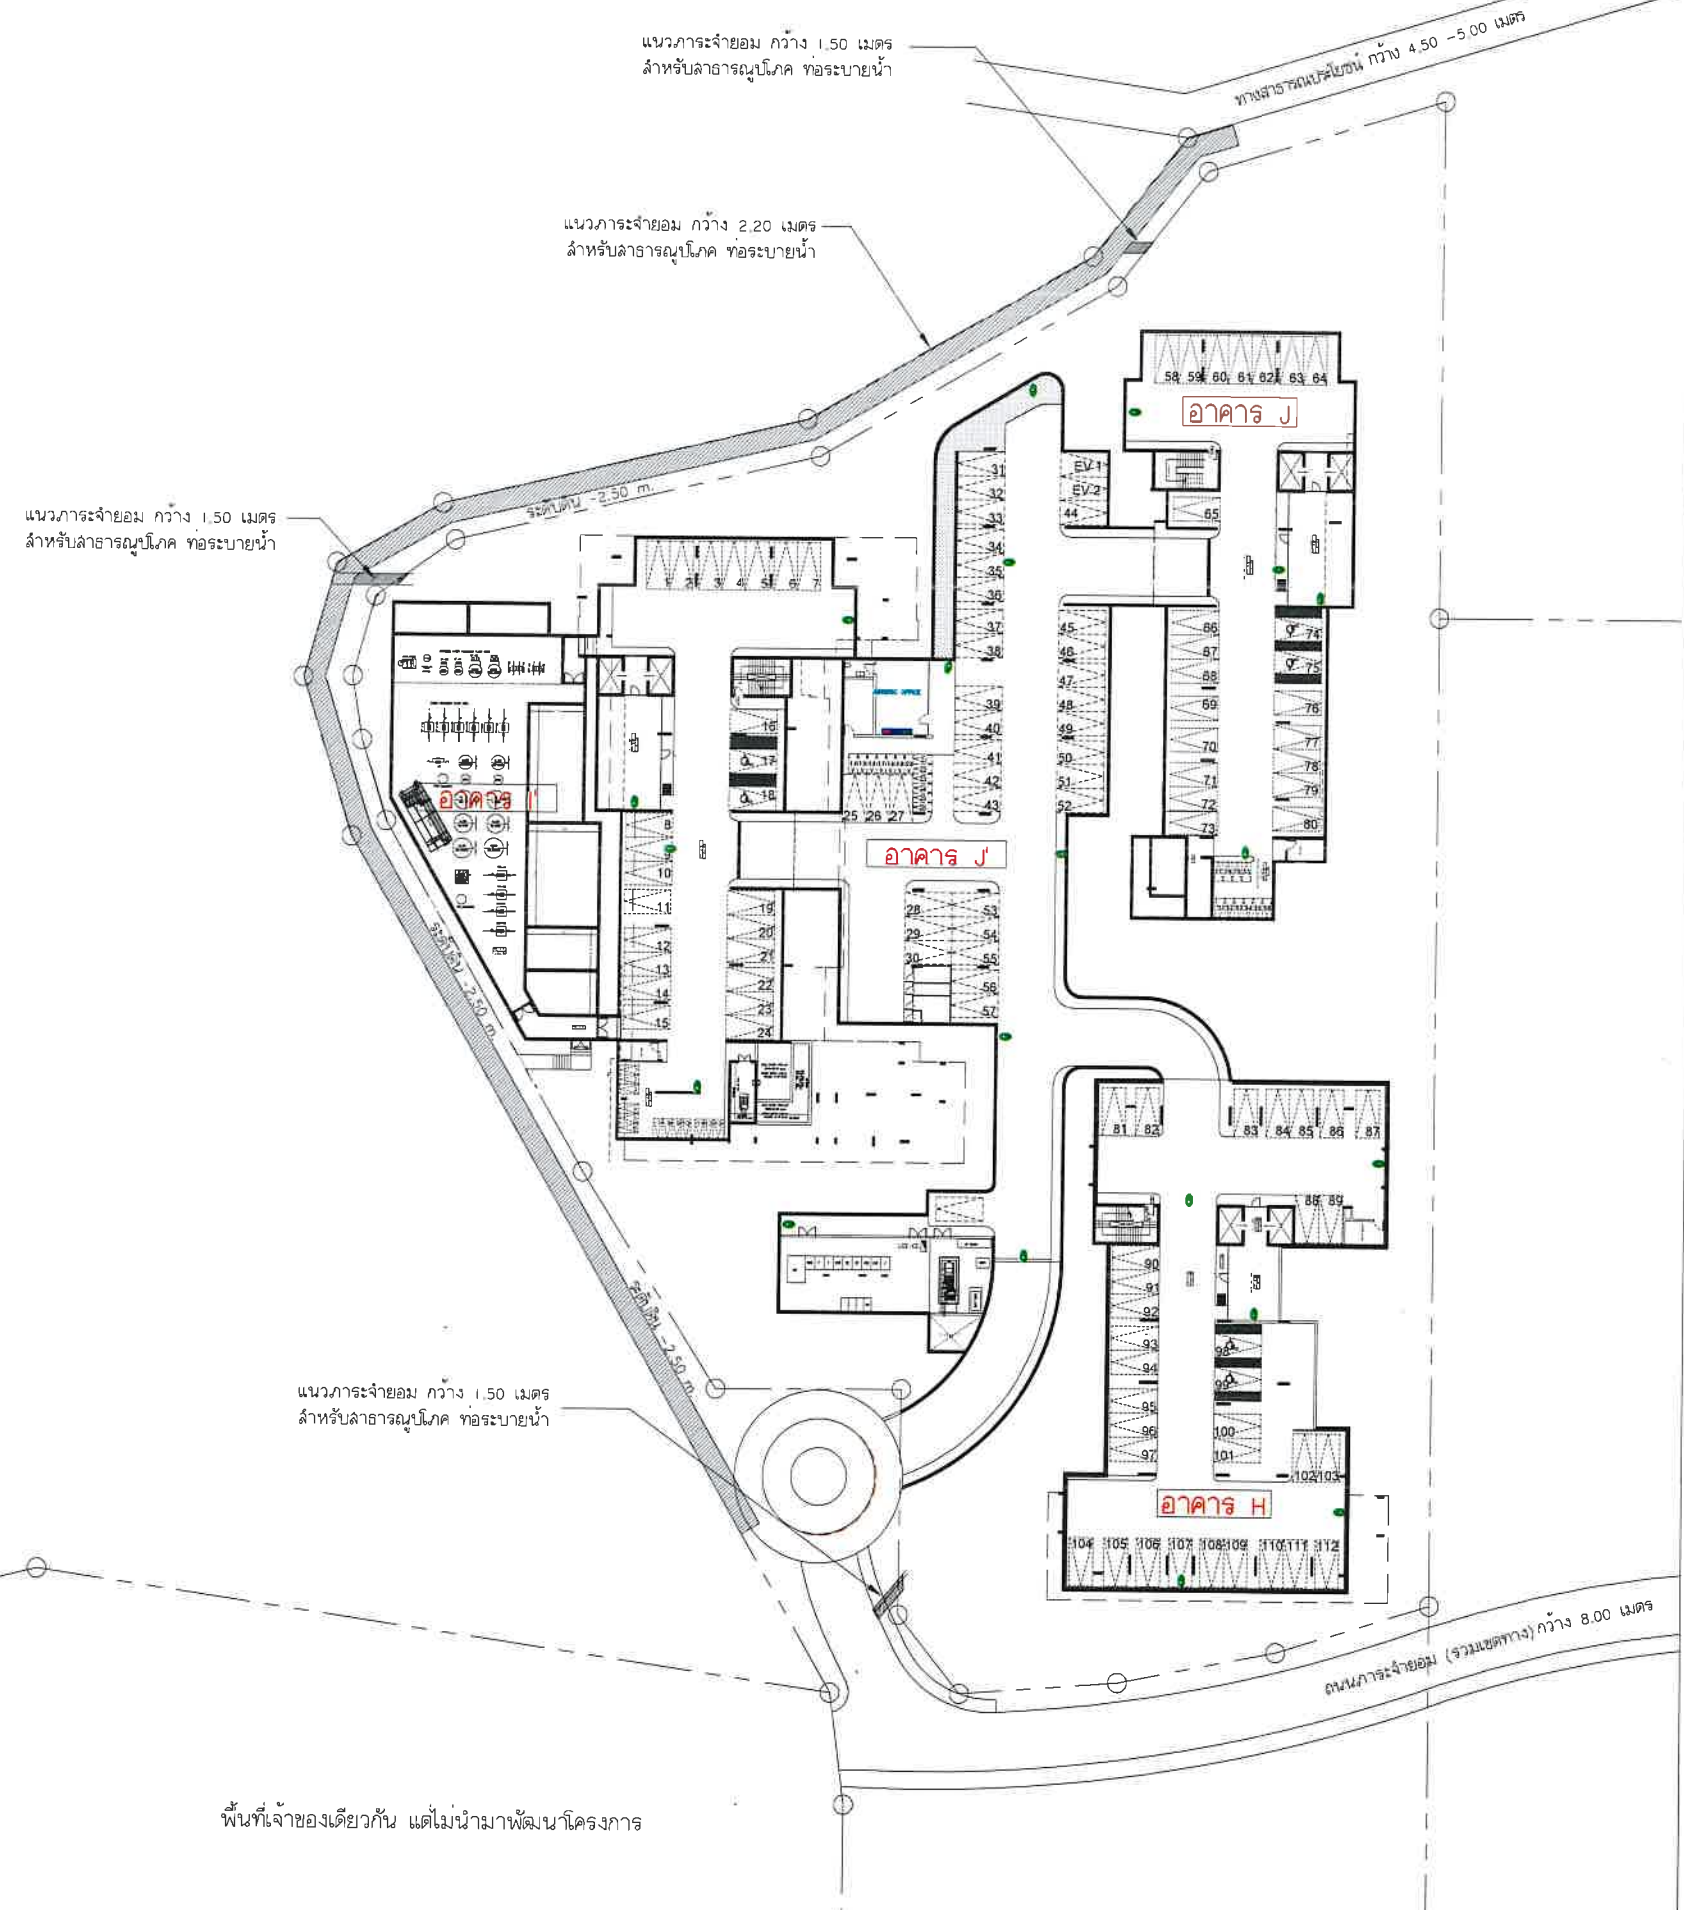 แนวภาระจำยอม กว้าง 1.50 เมตร
สำหรับสาธารณูปโภค ท่อระบายน้ำ
ทางสาธารณประโยชน์ กว้าง 4.50 -5.00 เมตร
แนวภาระจำยอม กว้าง 2.20 เมตร
สำหรับสาธารณูปโภค ท่อระบายน้ำ
58 59 60 61 62 63 64
อาคาร J
31 EV 1
32 EV 2
33 44 65
34
35
36
37 45 66 74
38 46 67 75
47 68
39 48 69 76
40 49 70 77
41 50 71 78
42 51 72 79
43 52 73 80
ระดับดิน -2.50 m.
แนวภาระจำยอม กว้าง 1.50 เมตร
สำหรับสาธารณูปโภค ท่อระบายน้ำ
1 2 3 4 5 6 7
16
17
18
25 26 27
อาคาร I'
8
10
11
12
13
14
15
19
20
21
22
23
24
อาคาร J'
28 53
29 54
30 55
56
57
ระดับดิน -2.50 m.
81 82 83 84 85 86 87
88 89
90
91
92
93 98
94 99
95
96 100
97 101
102 103
อาคาร H
104 105 106 107 108 109 110 111 112
ระดับดิน -2.50 m.
แนวภาระจำยอม กว้าง 1.50 เมตร
สำหรับสาธารณูปโภค ท่อระบายน้ำ
ถนนภาระจำยอม (รวมเขตทาง) กว้าง 8.00 เมตร
พื้นที่เจ้าของเดียวกัน แต่ไม่นำมาพัฒนาโครงการ